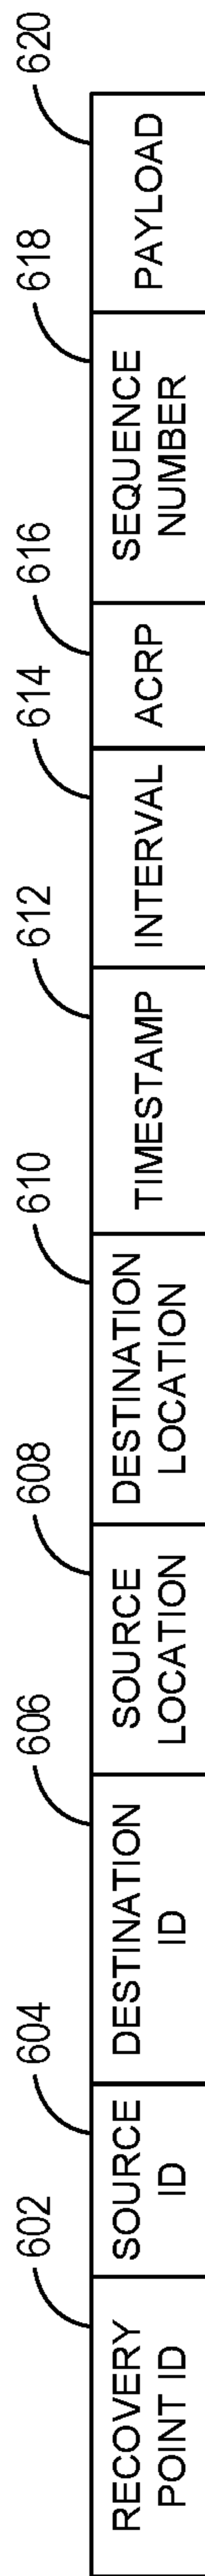 602
604
606
608
610
612
614
616
618
620
RECOVERY
POINT ID
SOURCE
ID
DESTINATION
ID
SOURCE
LOCATION
DESTINATION
LOCATION
TIMESTAMP
INTERVAL
ACRP
SEQUENCE
NUMBER
PAYLOAD